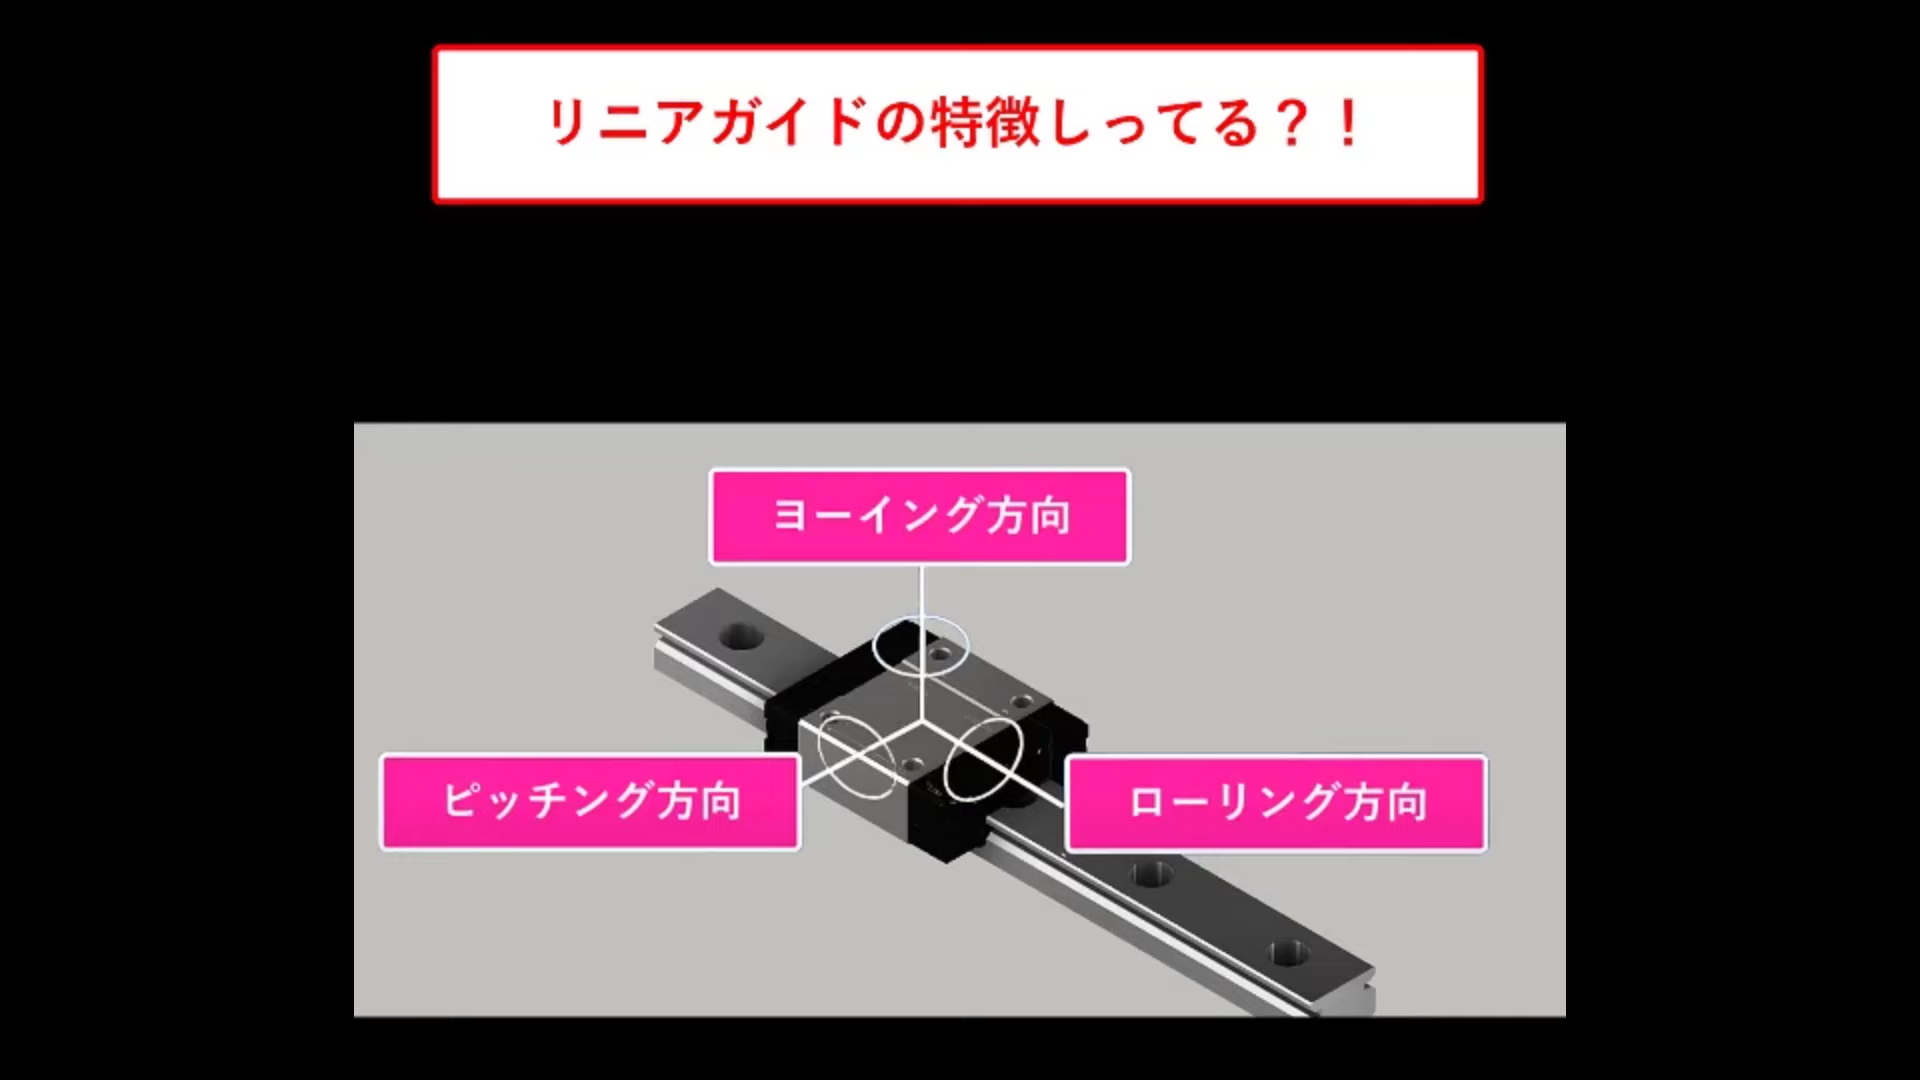 リニアガイドの特徴しってる？！
ヨーイング方向
ピッチング方向
ローリング方向